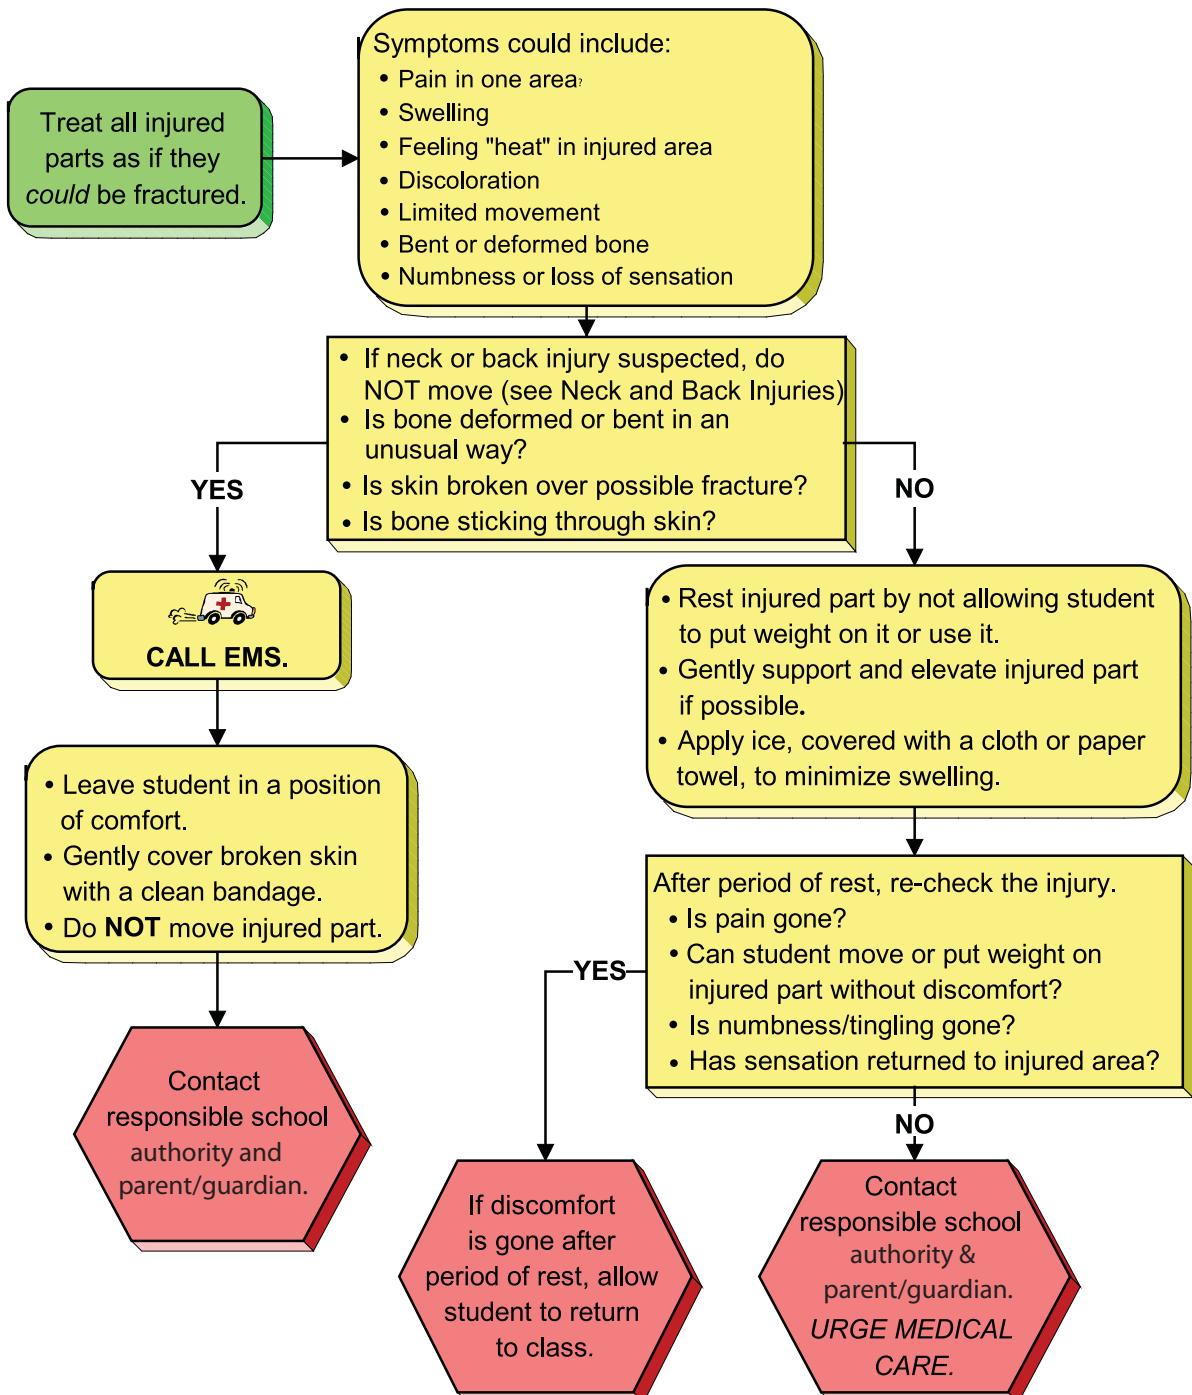 Treat all injured
parts as if they
could be fractured.
Symptoms could include:
• Pain in one area?
• Swelling
• Feeling "heat" in injured area
• Discoloration
• Limited movement
• Bent or deformed bone
• Numbness or loss of sensation
• If neck or back injury suspected, do
NOT move (see Neck and Back Injuries)
• Is bone deformed or bent in an
unusual way?
• Is skin broken over possible fracture?
• Is bone sticking through skin?
YES
NO
CALL EMS.
• Leave student in a position
of comfort.
• Gently cover broken skin
with a clean bandage.
• Do NOT move injured part.
Contact
responsible school
authority and
parent/guardian.
• Rest injured part by not allowing student
to put weight on it or use it.
• Gently support and elevate injured part
if possible.
• Apply ice, covered with a cloth or paper
towel, to minimize swelling.
After period of rest, re-check the injury.
• Is pain gone?
• Can student move or put weight on
injured part without discomfort?
• Is numbness/tingling gone?
• Has sensation returned to injured area?
YES
NO
If discomfort
is gone after
period of rest, allow
student to return
to class.
Contact
responsible school
authority &
parent/guardian.
URGE MEDICAL
CARE.